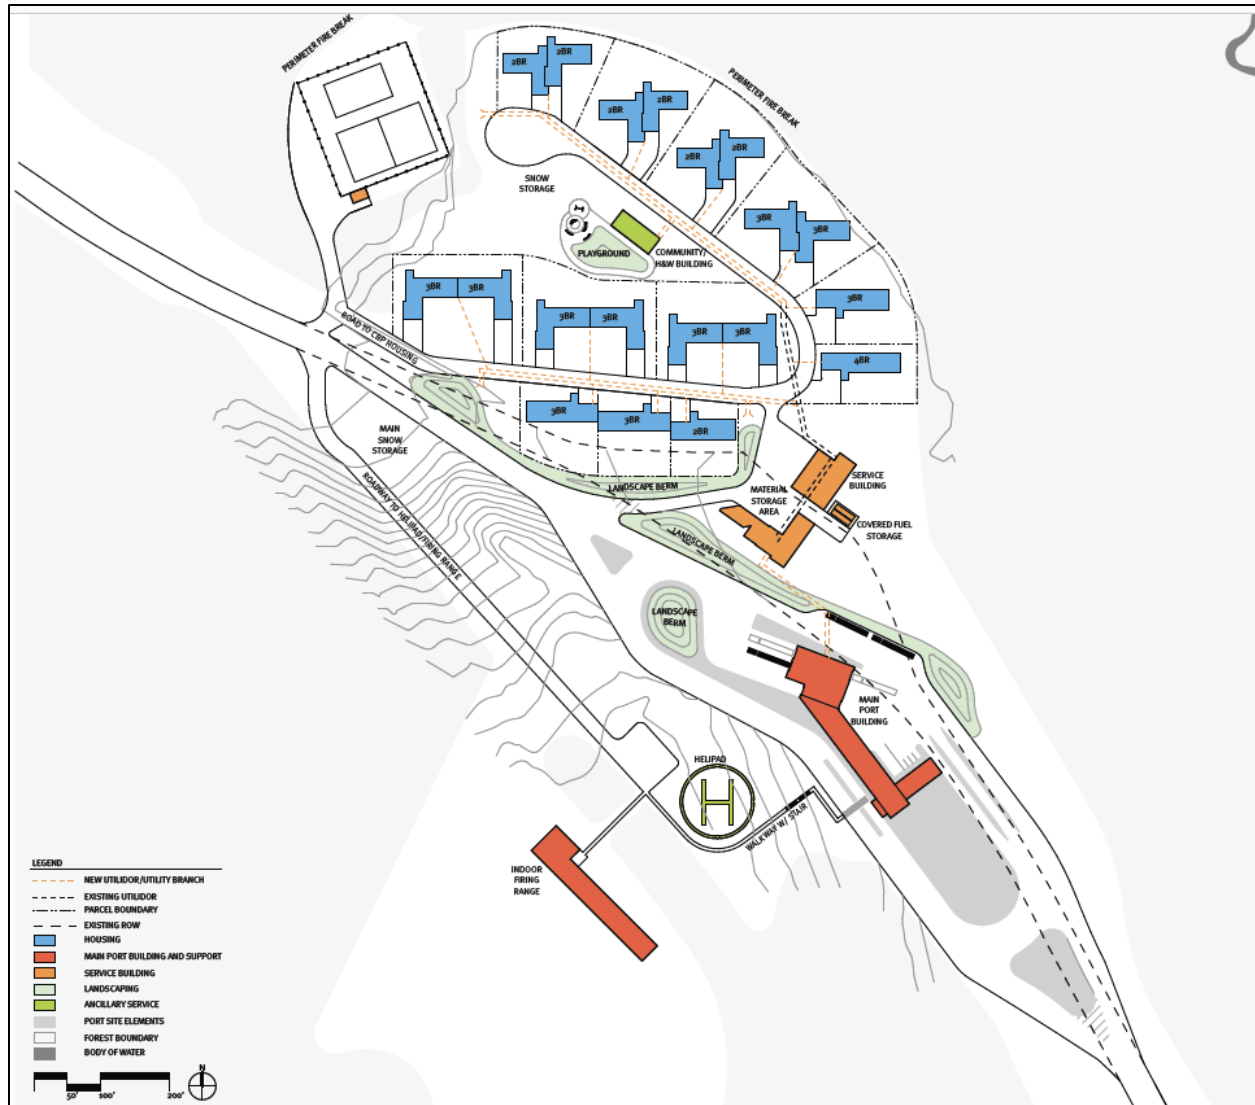 PERIMETER FIRE BREAK
2BR
2BR
PERIMETER FIRE BREAK
2BR
2BR
2BR
2BR
SNOW
STORAGE
3BR
3BR
PLAYGROUND
COMMUNITY/
H&W BUILDING
3BR
3BR
3BR
ROAD TO CBP HOUSING
3BR
3BR
3BR
3BR
4BR
3BR
3BR
2BR
MAIN
SNOW
STORAGE
ROADWAY TO HELIPAD/FIRING RANGE
LANDSCAPE BERM
MATERIAL
STORAGE
AREA
SERVICE
BUILDING
COVERED FUEL
STORAGE
LANDSCAPE BERM
LANDSCAPE
BERM
MAIN
PORT
BUILDING
HELIPAD
H
WALKWAY W/ STAIR
INDOOR
FIRING
RANGE
LEGEND
NEW UTILIDOR/UTILITY BRANCH
EXISTING UTILIDOR
PARCEL BOUNDARY
EXISTING ROW
HOUSING
MAIN PORT BUILDING AND SUPPORT
SERVICE BUILDING
LANDSCAPING
ANCILLARY SERVICE
PORT SITE ELEMENTS
FOREST BOUNDARY
BODY OF WATER
50' 100' 200'
N